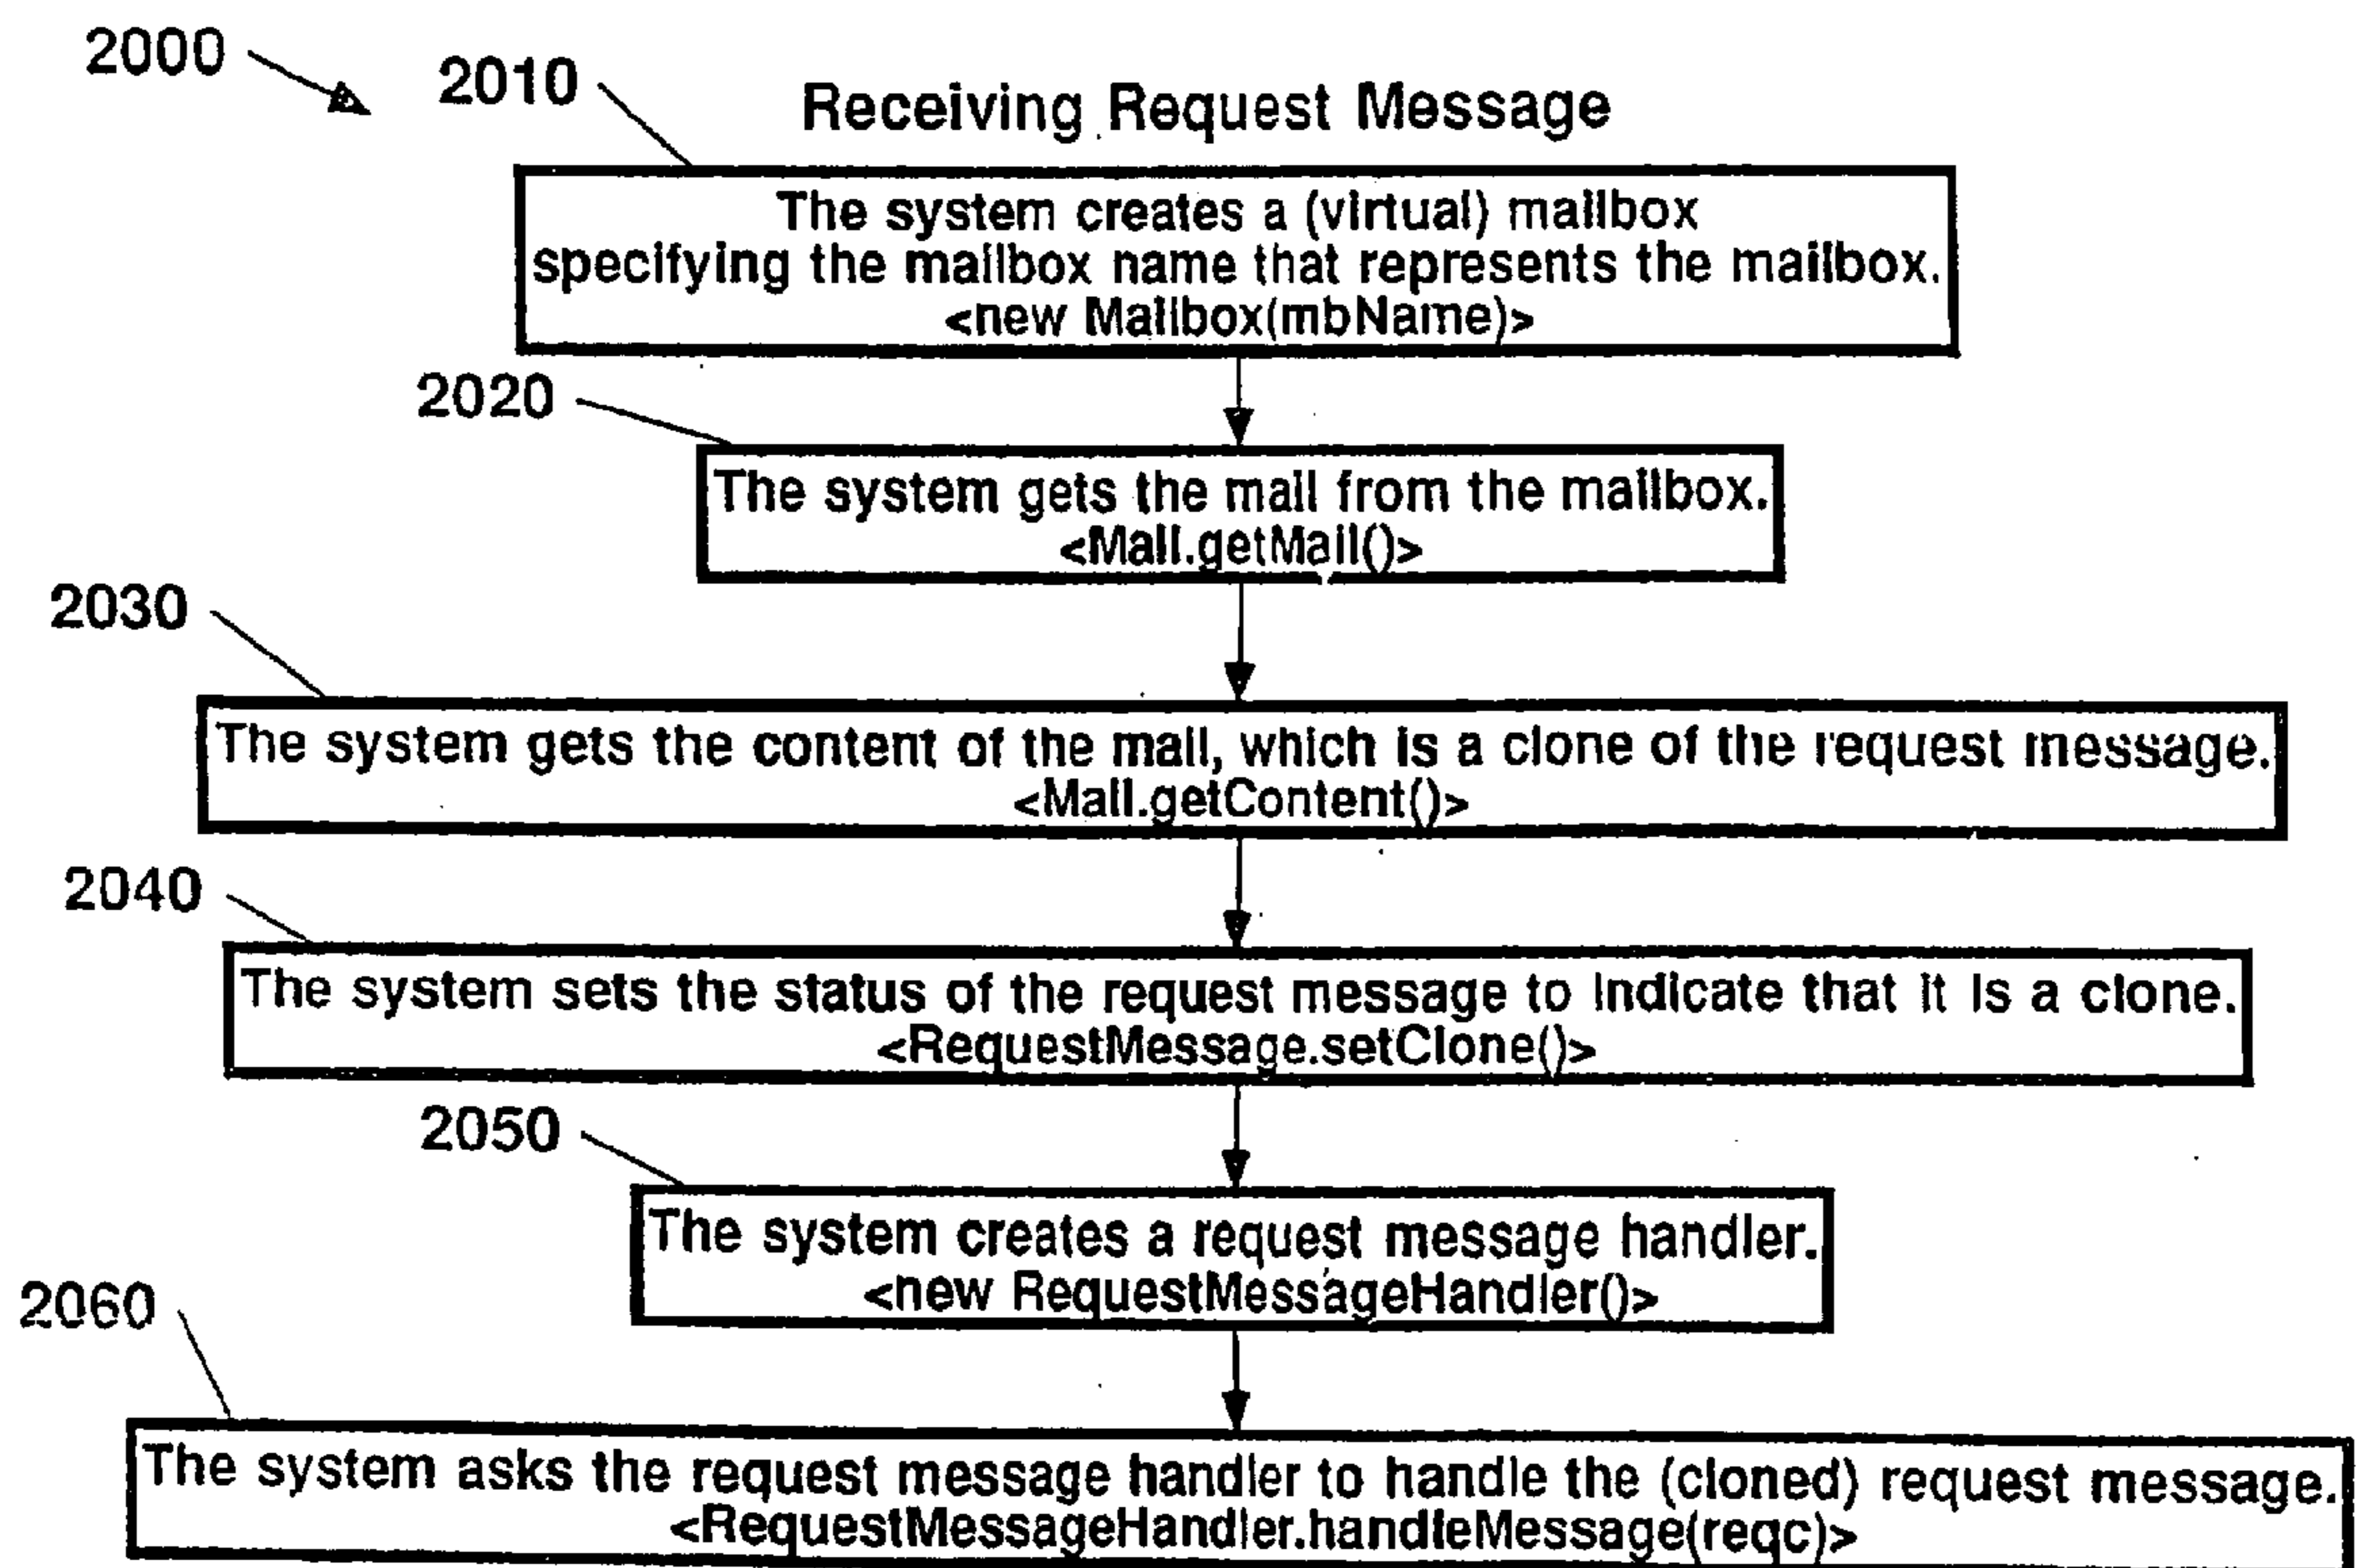 2000
2010
Receiving Request Message
The system creates a (virtual) mailbox
specifying the mailbox name that represents the mailbox.
<new Mailbox(mbName)>
2020
The system gets the mail from the mailbox.
<Mail.getMail()>
2030
The system gets the content of the mail, which is a clone of the request message.
<Mail.getContent()>
2040
The system sets the status of the request message to indicate that it is a clone.
<RequestMessage.setClone()>
2050
The system creates a request message handler.
<new RequestMessageHandler()>
2060
The system asks the request message handler to handle the (cloned) request message.
<RequestMessageHandler.handleMessage(reqc)>